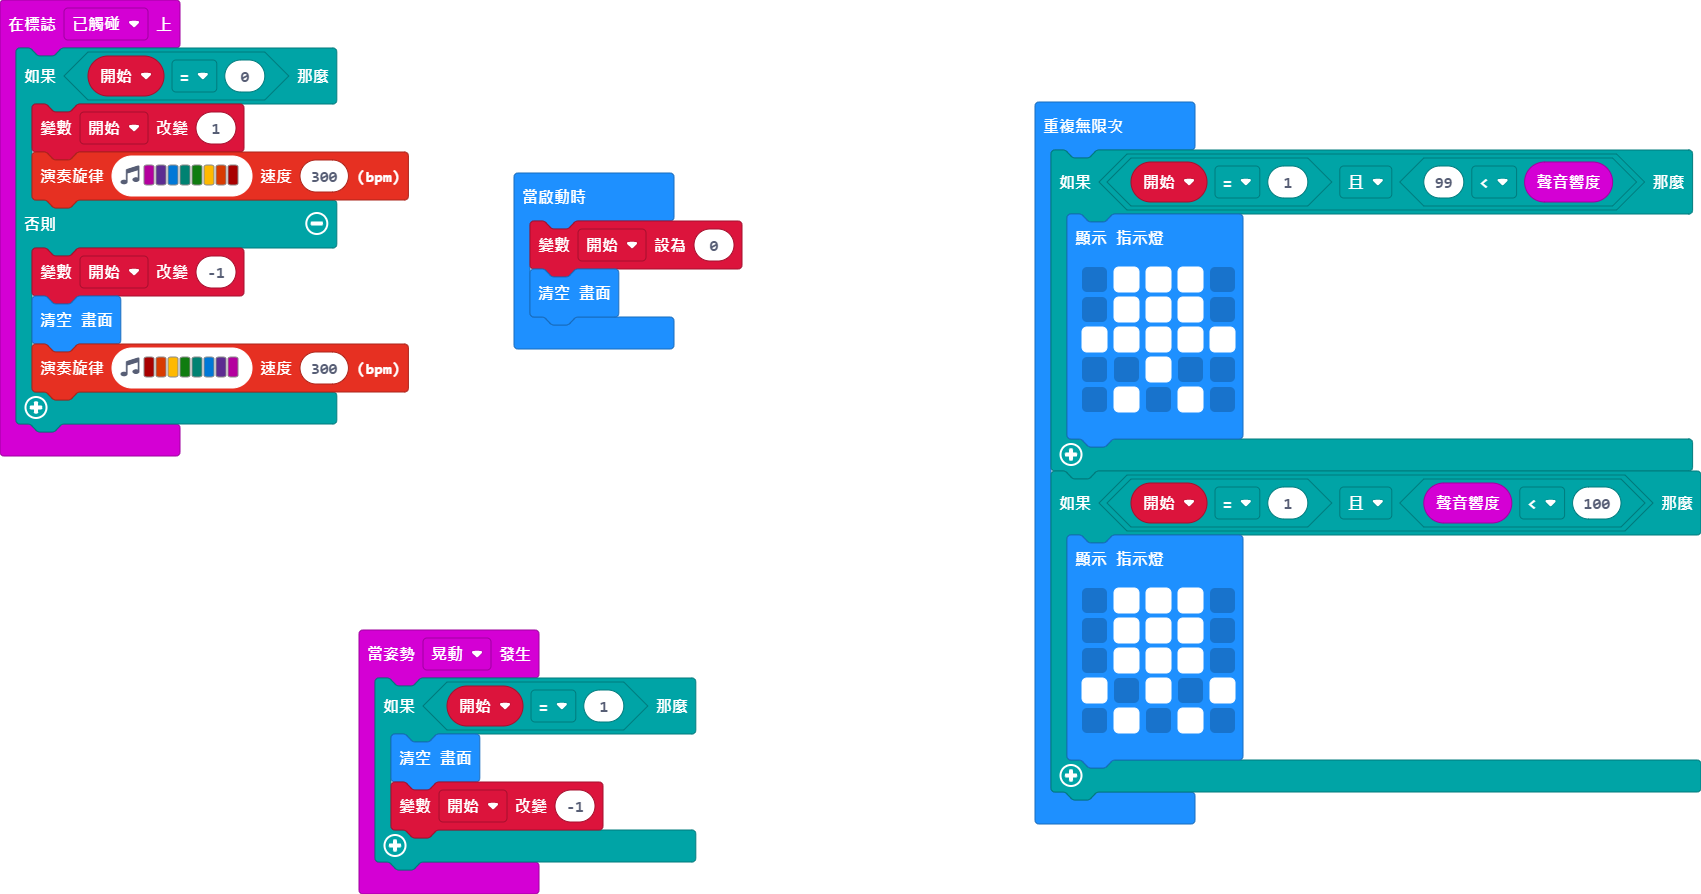 在標誌 已觸碰 上
如果 開始 = 0 那麼
變數 開始 改變 1
演奏旋律 速度 300 (bpm)
否則
變數 開始 改變 -1
清空 畫面
演奏旋律 速度 300 (bpm)
當啟動時
變數 開始 設為 0
清空 畫面
當姿勢 晃動 發生
如果 開始 = 1 那麼
清空 畫面
變數 開始 改變 -1
重複無限次
如果 開始 = 1 且 99 < 聲音響度 那麼
顯示 指示燈
如果 開始 = 1 且 聲音響度 < 100 那麼
顯示 指示燈